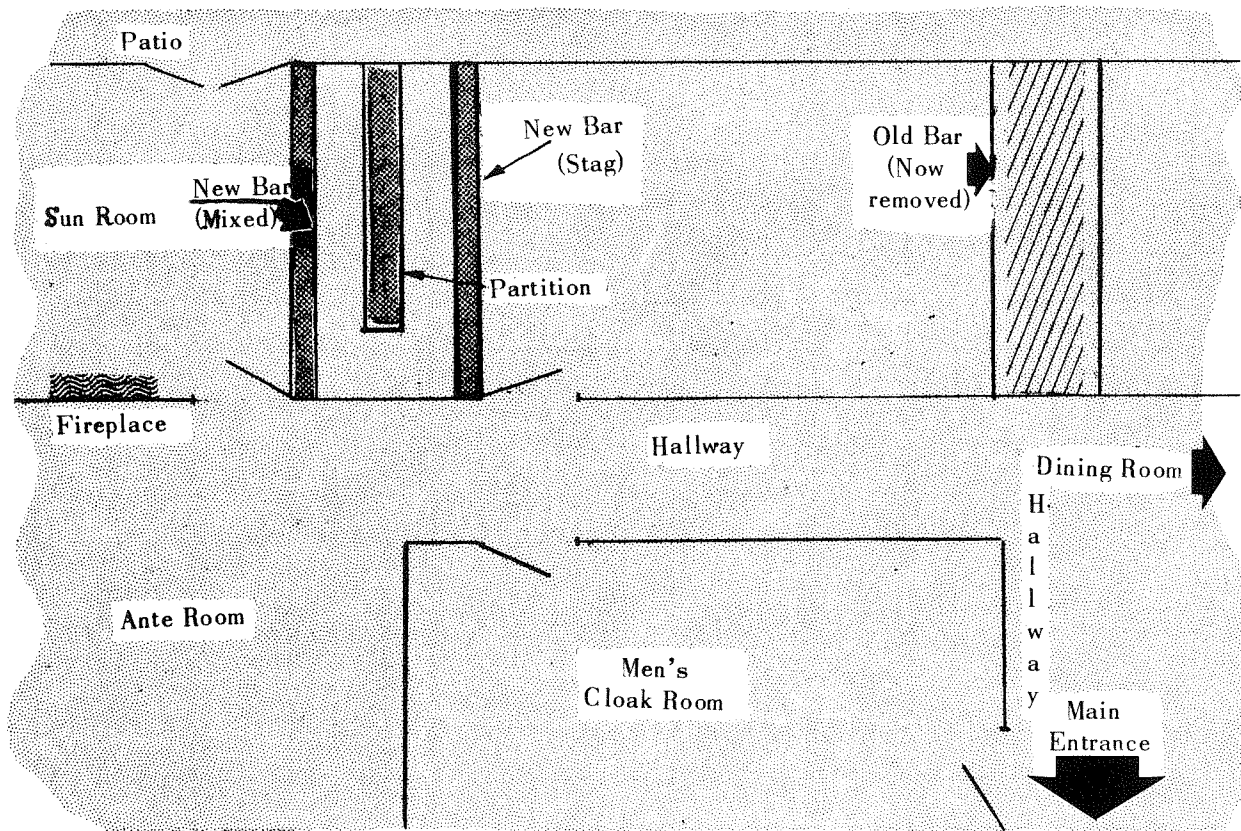 Patio
New Bar
(Stag)
Old Bar
(Now
removed)
New Bar
(Mixed)
Sun Room
Partition
Fireplace
Hallway
Dining Room
Hallway
Ante Room
Men's
Cloak Room
Main
Entrance